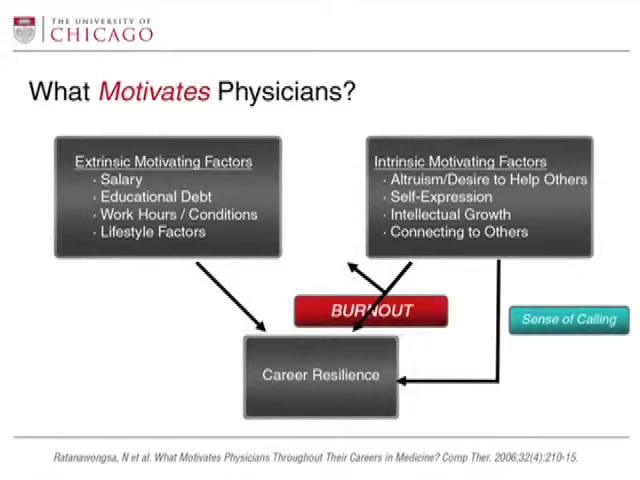 THE UNIVERSITY OF
CHICAGO
What Motivates Physicians?
Extrinsic Motivating Factors
· Salary
· Educational Debt
· Work Hours / Conditions
· Lifestyle Factors
Intrinsic Motivating Factors
· Altruism/Desire to Help Others
· Self-Expression
· Intellectual Growth
· Connecting to Others
BURNOUT
Sense of Calling
Career Resilience
Ratanawongsa, N et al. What Motivates Physicians Throughout Their Careers in Medicine? Comp Ther. 2006;32(4):210-15.